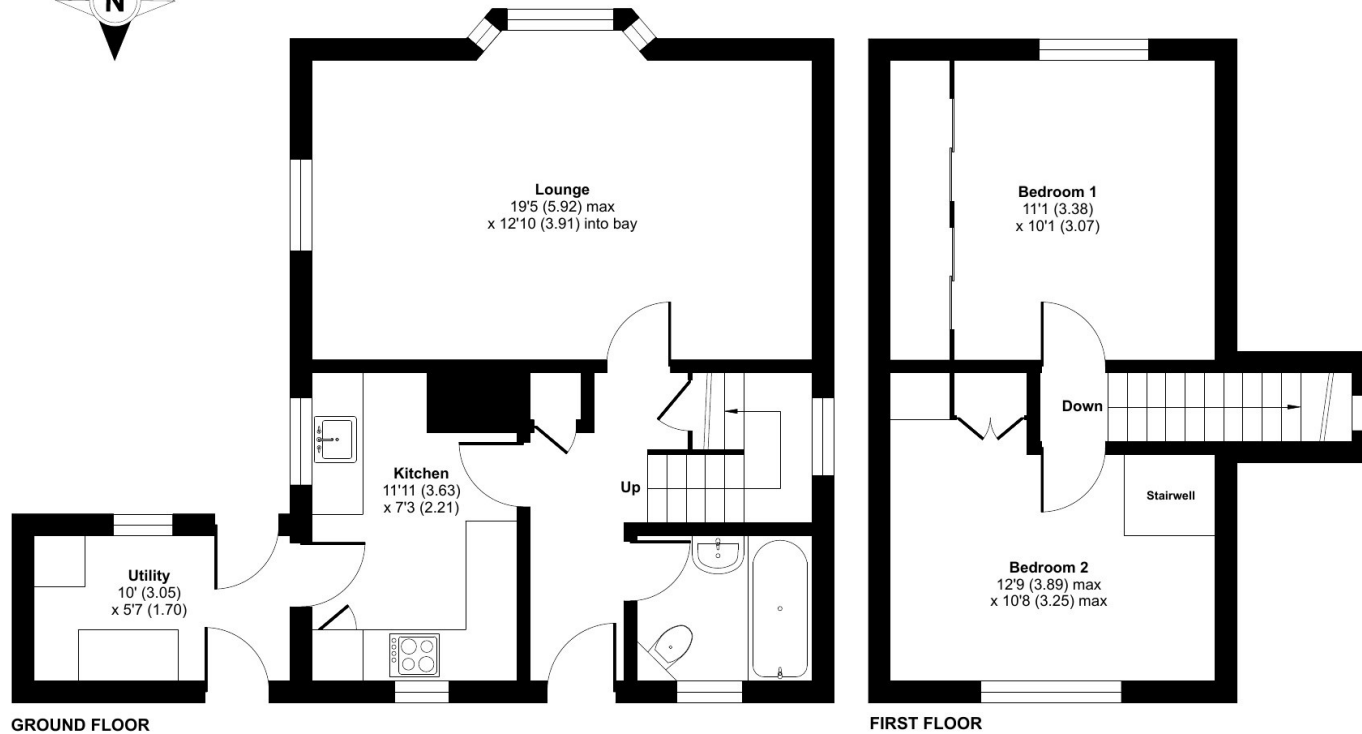 N
Lounge
19'5 (5.92) max
x 12'10 (3.91) into bay
Kitchen
11'11 (3.63)
x 7'3 (2.21)
Up
Utility
10' (3.05)
x 5'7 (1.70)
GROUND FLOOR
Bedroom 1
11'1 (3.38)
x 10'1 (3.07)
Down
Stairwell
Bedroom 2
12'9 (3.89) max
x 10'8 (3.25) max
FIRST FLOOR